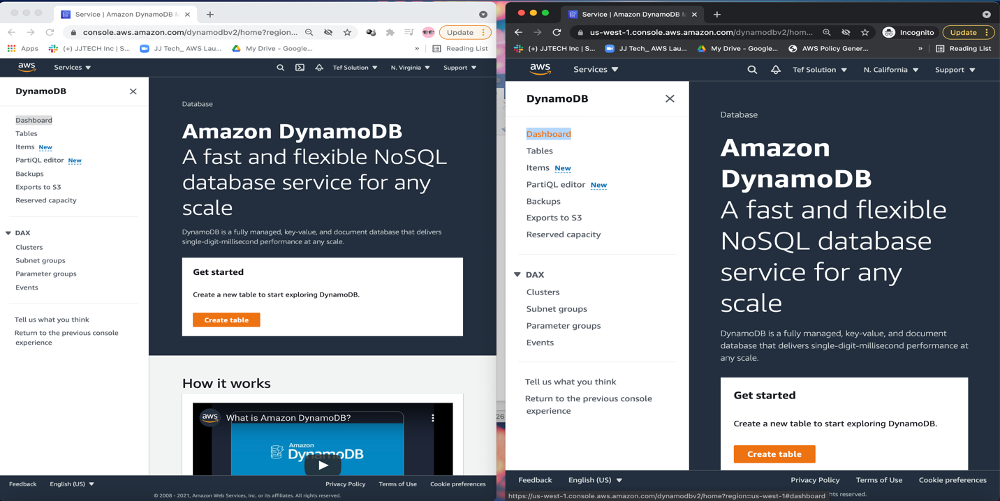 Service | Amazon DynamoDB M
console.aws.amazon.com/dynamodbv2/home?region...
Update
Apps
(+) JJTECH Inc | S...
JJ Tech_ AWS Lau...
My Drive - Google...
»
Reading List
aws
Services
Tef Solution
N. Virginia
Support
DynamoDB
Dashboard
Tables
Items New
PartiQL editor New
Backups
Exports to S3
Reserved capacity
DAX
Clusters
Subnet groups
Parameter groups
Events
Tell us what you think
Return to the previous console
experience
Database
Amazon DynamoDB
A fast and flexible NoSQL
database service for any
scale
DynamoDB is a fully managed, key-value, and document database that delivers
single-digit-millisecond performance at any scale.
Get started
Create a new table to start exploring DynamoDB.
Create table
How it works
aws
What is Amazon DynamoDB?
Amazon
DynamoDB
Feedback
English (US)
Privacy Policy
Terms of Use
Cookie preferences
© 2008 - 2021, Amazon Web Services, Inc. or its affiliates. All rights reserved.
26
Service | Amazon DynamoDB M
us-west-1.console.aws.amazon.com/dynamodbv2/hom...
Incognito
Update
(+) JJTECH Inc | S...
JJ Tech_ AWS Lau...
My Drive - Google...
AWS Policy Gener...
»
Reading List
aws
Services
Tef Solution
N. California
Support
DynamoDB
Dashboard
Tables
Items New
PartiQL editor New
Backups
Exports to S3
Reserved capacity
DAX
Clusters
Subnet groups
Parameter groups
Events
Tell us what you think
Return to the previous console
experience
Database
Amazon
DynamoDB
A fast and flexible
NoSQL database
service for any
scale
DynamoDB is a fully managed, key-value, and document
database that delivers single-digit-millisecond performance at
any scale.
Get started
Create a new table to start exploring DynamoDB.
Create table
Feedback
English (US)
Privacy Policy
Terms of Use
Cookie preferences
https://us-west-1.console.aws.amazon.com/dynamodbv2/home?region=us-west-1#dashboard
hts reserved.